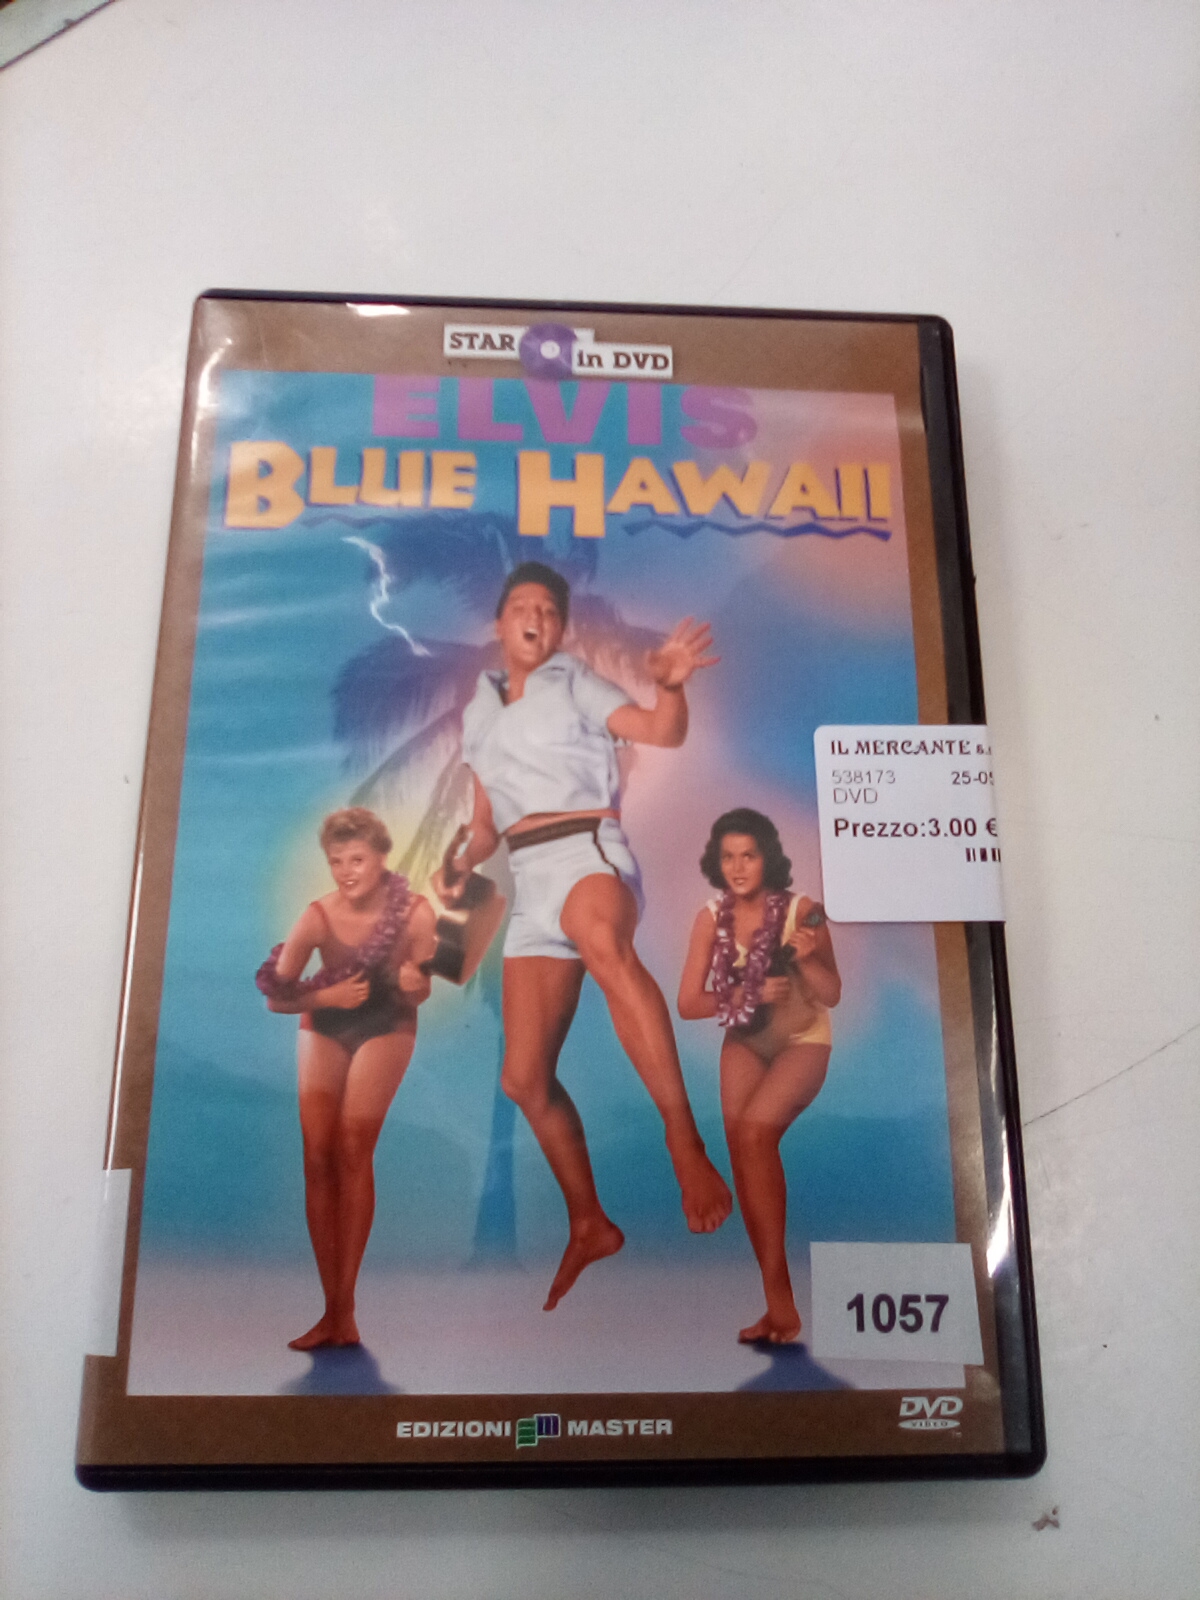 STAR in DVD
ELVIS
BLUE HAWAII
IL MERCANTE
538173 25-05
DVD
Prezzo:3.00 €
1057
EDIZIONI MASTER
DVD
VIDEO